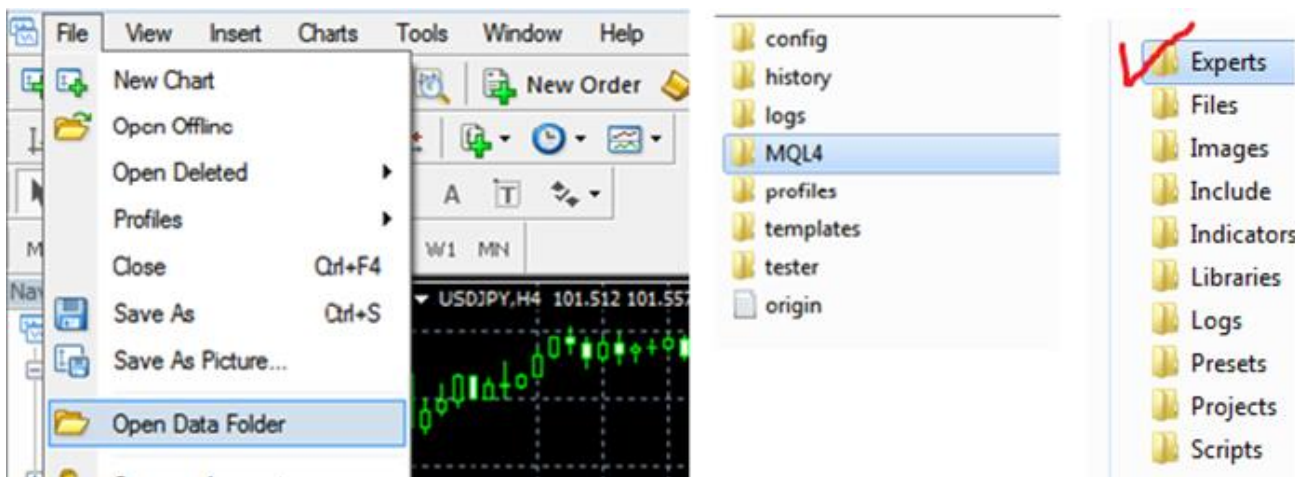 File View Insert Charts Tools Window Help
New Chart
New Order
Open Offline
Open Deleted
A T
Profiles
W1 MN
Close Ctrl+F4
USDJPY,H4 101.512 101.557
Save As Ctrl+S
Save As Picture...
Open Data Folder
config
history
logs
MQL4
profiles
templates
tester
origin
Experts
Files
Images
Include
Indicators
Libraries
Logs
Presets
Projects
Scripts